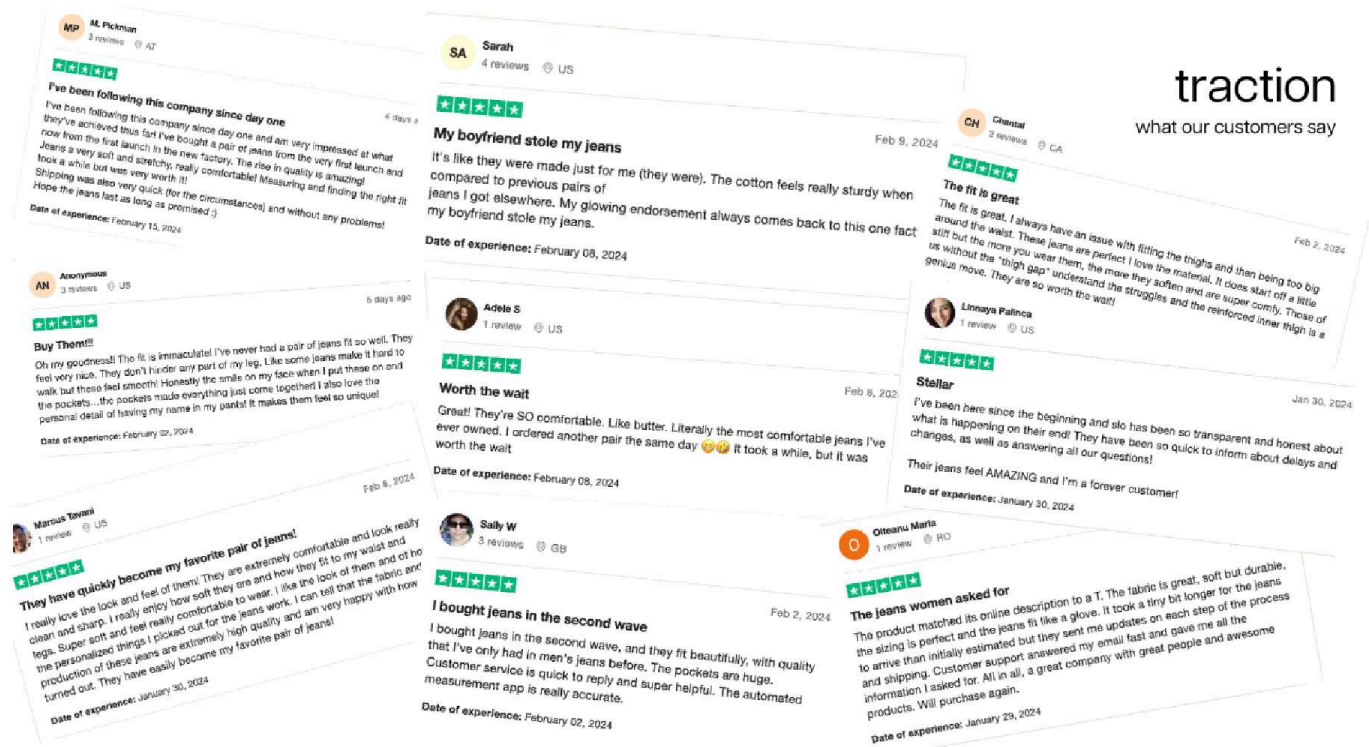 traction
what our customers say
MP
M. Pickman
3 reviews AT
I've been following this company since day one
4 days a
I've been following this company since day one and am very impressed at what
they've achieved thus far! I've bought a pair of jeans from the very first launch and
now from the first launch in the new factory. The rise in quality is amazing!
Jeans a very soft and stretchy, really comfortable! Measuring and finding the right fit
took a while but was very worth it!
Shipping was also very quick (for the circumstances) and without any problems!
Hope the jeans last as long as promised :)
Date of experience: February 15, 2024
AN
Anonymous
3 reviews US
5 days ago
Buy Them!!!
Oh my goodness!! The fit is immaculate! I've never had a pair of jeans fit so well. They
feel very nice. They don't hinder any part of my leg. Like some jeans make it hard to
walk but these feel smooth! Honestly the smile on my face when I put these on and
the pockets...the pockets made everything just come together! I also love the
personal detail of having my name in my pants! It makes them feel so unique!
Date of experience: February 02, 2024
Marcus Tavani
1 review US
Feb 8, 2024
They have quickly become my favorite pair of jeans!
I really love the look and feel of them! They are extremely comfortable and look really
clean and sharp. I really enjoy how soft they are and how they fit to my waist and
legs. Super soft and feel really comfortable to wear. I like the look of them and of ho
the personalized things I picked out for the jeans work. I can tell that the fabric and
production of these jeans are extremely high quality and am very happy with how
turned out. They have easily become my favorite pair of jeans!
Date of experience: January 30, 2024
SA
Sarah
4 reviews US
Feb 9, 2024
My boyfriend stole my jeans
It's like they were made just for me (they were). The cotton feels really sturdy when
compared to previous pairs of
jeans I got elsewhere. My glowing endorsement always comes back to this one fact
my boyfriend stole my jeans.
Date of experience: February 08, 2024
Adele S
1 review US
Feb 8, 202
Worth the wait
Great! They're SO comfortable. Like butter. Literally the most comfortable jeans I've
ever owned. I ordered another pair the same day 😁🤣 It took a while, but it was
worth the wait
Date of experience: February 08, 2024
Sally W
3 reviews GB
Feb 2, 2024
I bought jeans in the second wave
I bought jeans in the second wave, and they fit beautifully, with quality
that I've only had in men's jeans before. The pockets are huge.
Customer service is quick to reply and super helpful. The automated
measurement app is really accurate.
Date of experience: February 02, 2024
CH
Chantal
2 reviews CA
Feb 2, 2024
The fit is great
The fit is great. I always have an issue with fitting the thighs and then being too big
around the waist. These jeans are perfect I love the material. It does start off a little
stiff but the more you wear them, the more they soften and are super comfy. Those of
us without the "thigh gap" understand the struggles and the reinforced inner thigh is a
genius move. They are so worth the wait!
Linnaya Palinca
1 review US
Jan 30, 2024
Stellar
I've been here since the beginning and slo has been so transparent and honest about
what is happening on their end! They have been so quick to inform about delays and
changes, as well as answering all our questions!
Their jeans feel AMAZING and I'm a forever customer!
Date of experience: January 30, 2024
O
Olteanu Maria
1 review RO
The jeans women asked for
The product matched its online description to a T. The fabric is great, soft but durable,
the sizing is perfect and the jeans fit like a glove. It took a tiny bit longer for the jeans
to arrive than initially estimated but they sent me updates on each step of the process
and shipping. Customer support answered my email fast and gave me all the
information I asked for. All in all, a great company with great people and awesome
products. Will purchase again.
Date of experience: January 29, 2024